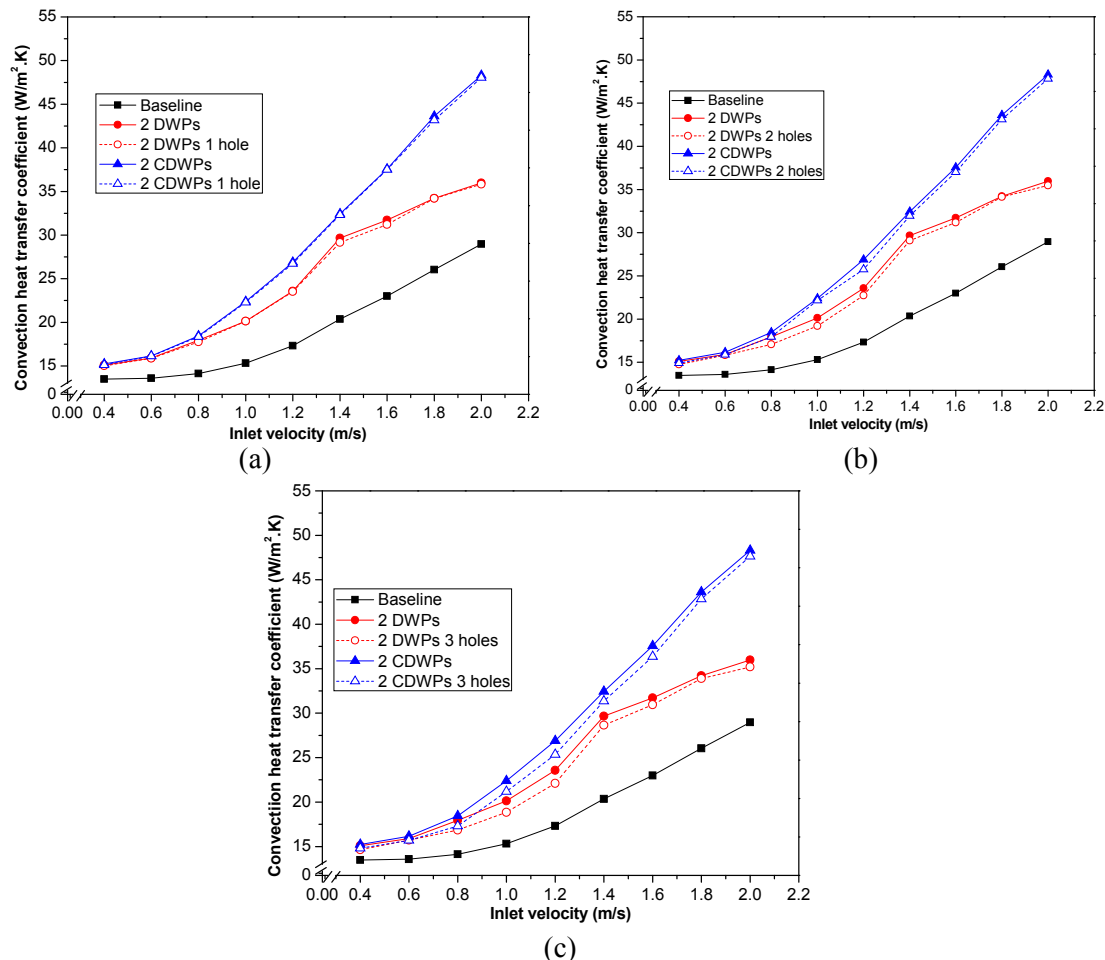 55
50
45
40
35
30
25
20
15
0
Convection heat transfer coefficient (W/m².K)
Baseline
2 DWPs
2 DWPs 1 hole
2 CDWPs
2 CDWPs 1 hole
0.00 0.4 0.6 0.8 1.0 1.2 1.4 1.6 1.8 2.0 2.2
Inlet velocity (m/s)
(a)
55
50
45
40
35
30
25
20
15
0
Convection heat transfer coefficient (W/m².K)
Baseline
2 DWPs
2 DWPs 2 holes
2 CDWPs
2 CDWPs 2 holes
0.00 0.4 0.6 0.8 1.0 1.2 1.4 1.6 1.8 2.0 2.2
Inlet velocity (m/s)
(b)
55
50
45
40
35
30
25
20
15
0
Convectiion heat transfer coefficient (W/m².K)
Baseline
2 DWPs
2 DWPs 3 holes
2 CDWPs
2 CDWPs 3 holes
0.00 0.4 0.6 0.8 1.0 1.2 1.4 1.6 1.8 2.0 2.2
Inlet velocity (m/s)
(c)